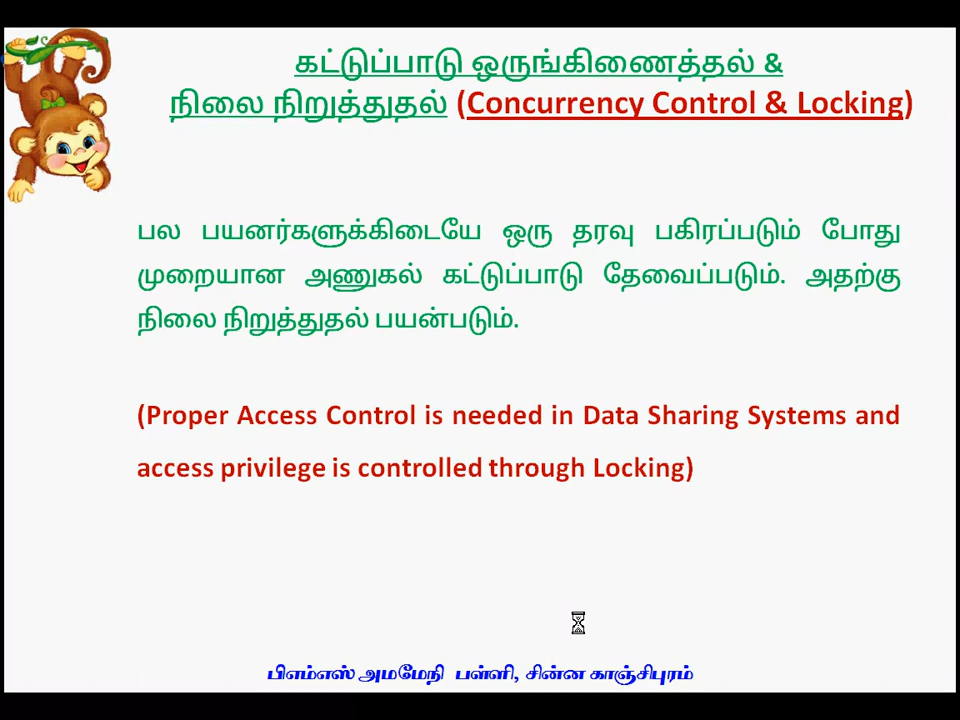 கட்டுப்பாடு ஒருங்கிணைத்தல் &
நிலை நிறுத்துதல் (Concurrency Control & Locking)
பல பயனர்களுக்கிடையே ஒரு தரவு பகிரப்படும் போது
முறையான அணுகல் கட்டுப்பாடு தேவைப்படும். அதற்கு
நிலை நிறுத்துதல் பயன்படும்.
(Proper Access Control is needed in Data Sharing Systems and
access privilege is controlled through Locking)
பிஎம்எஸ் அமமேநி பள்ளி, சின்ன காஞ்சிபுரம்